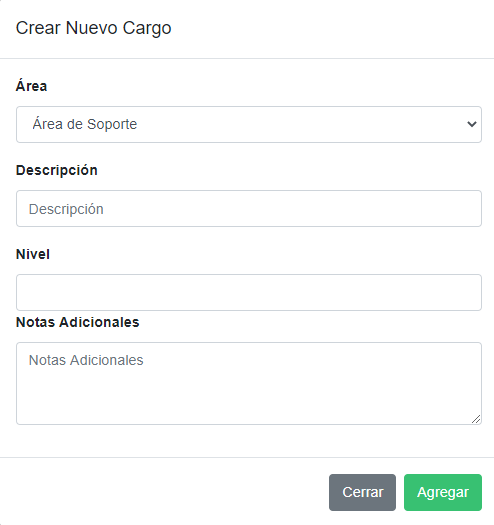 Crear Nuevo Cargo
Área
Área de Soporte
Descripción
Descripción
Nivel
Notas Adicionales
Notas Adicionales
Cerrar Agregar